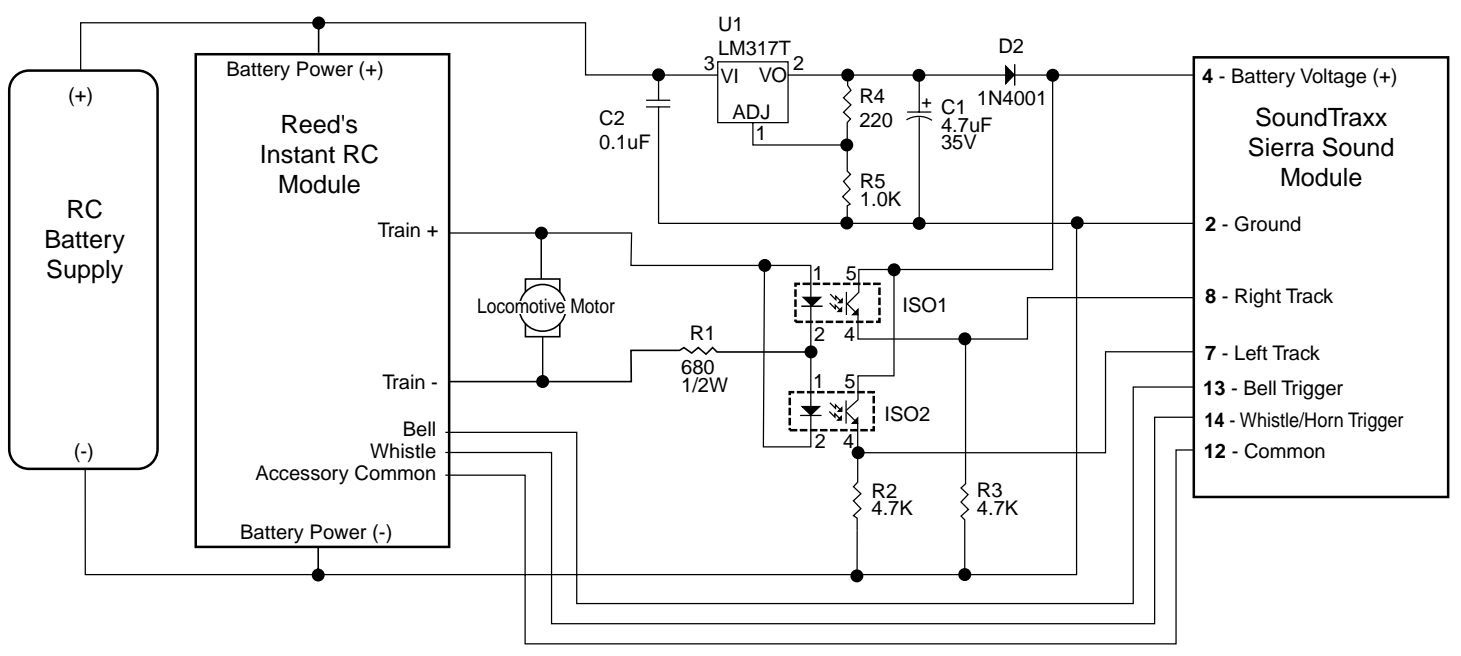 (+)
RC
Battery
Supply
(-)
Battery Power (+)
Reed's
Instant RC
Module
Train +
Train -
Bell
Whistle
Accessory Common
Battery Power (-)
Locomotive Motor
U1
LM317T
3
VI VO
2
ADJ
1
C2
0.1uF
R4
220
R5
1.0K
+
C1
4.7uF
35V
D2
1N4001
R1
680
1/2W
1
5
2
4
ISO1
1
5
2
4
ISO2
R2
4.7K
R3
4.7K
4 - Battery Voltage (+)
SoundTraxx
Sierra Sound
Module
2 - Ground
8 - Right Track
7 - Left Track
13 - Bell Trigger
14 - Whistle/Horn Trigger
12 - Common